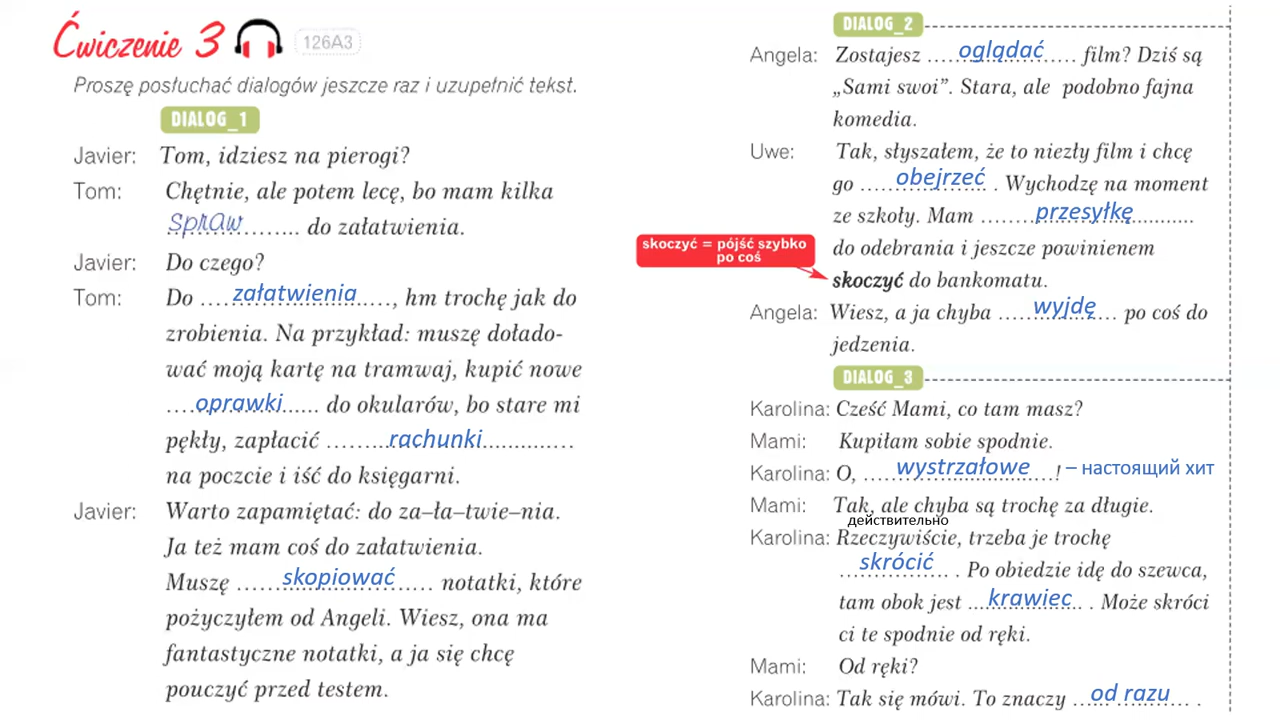 Ćwiczenie 3 126A3
Proszę posłuchać dialogów jeszcze raz i uzupełnić tekst.
DIALOG_1
Javier: Tom, idziesz na pierogi?
Tom: Chętnie, ale potem lecę, bo mam kilka
spraw do załatwienia.
Javier: Do czego?
Tom: Do załatwienia, hm trochę jak do
zrobienia. Na przykład: muszę dołado-
wać moją kartę na tramwaj, kupić nowe
oprawki do okularów, bo stare mi
pękły, zapłacić rachunki
na poczcie i iść do księgarni.
Javier: Warto zapamiętać: do za–ła–twie–nia.
Ja też mam coś do załatwienia.
Muszę skopiować notatki, które
pożyczyłem od Angeli. Wiesz, ona ma
fantastyczne notatki, a ja się chcę
pouczyć przed testem.
DIALOG_2
Angela: Zostajesz oglądać film? Dziś są
„Sami swoi”. Stara, ale podobno fajna
komedia.
Uwe: Tak, słyszałem, że to niezły film i chcę
go obejrzeć. Wychodzę na moment
ze szkoły. Mam przesyłkę
do odebrania i jeszcze powinienem
skoczyć do bankomatu.
skoczyć = pójść szybko
po coś
Angela: Wiesz, a ja chyba wyjdę po coś do
jedzenia.
DIALOG_3
Karolina: Cześć Mami, co tam masz?
Mami: Kupiłam sobie spodnie.
Karolina: O, wystrzałowe! – настоящий хит
Mami: Tak, ale chyba są trochę za długie.
действительно
Karolina: Rzeczywiście, trzeba je trochę
skrócić. Po obiedzie idę do szewca,
tam obok jest krawiec. Może skróci
ci te spodnie od ręki.
Mami: Od ręki?
Karolina: Tak się mówi. To znaczy od razu.